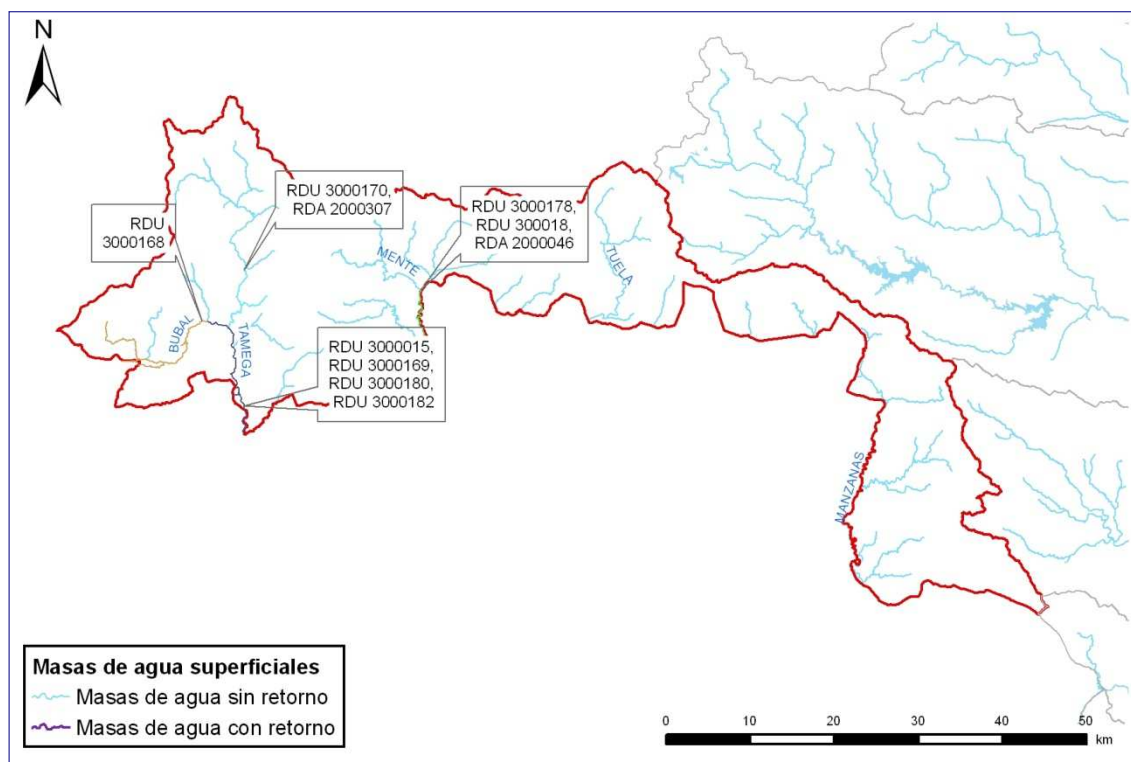 N
RDU 3000170,
RDA 2000307
RDU 3000178,
RDU 300018,
RDA 2000046
RDU
3000168
MENTE
TUELA
BUBAL
TAMEGA
RDU 3000015,
RDU 3000169,
RDU 3000180,
RDU 3000182
MANZANAS
Masas de agua superficiales
Masas de agua sin retorno
Masas de agua con retorno
0 10 20 30 40 50
km